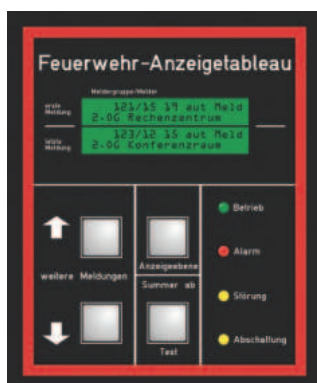 Feuerwehr-Anzeigetableau
Meldergruppe/Melder
erste Meldung
121/15 19 aut Meld
2.OG Rechenzentrum
letzte Meldung
123/12 15 aut Meld
2.OG Konferenzraum
Betrieb
Alarm
Störung
Abschaltung
weitere Meldungen
Anzeigeebene
Summer ab
Test